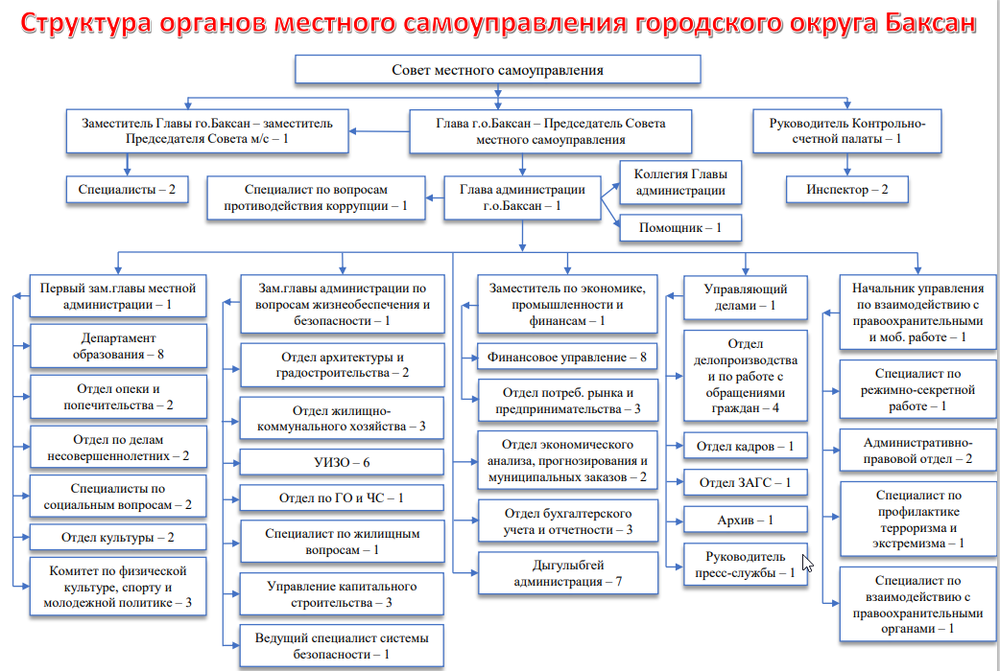 Структура органов местного самоуправления городского округа Баксан
Совет местного самоуправления
Заместитель Главы го.Баксан – заместитель
Председателя Совета м/с – 1
Глава г.о.Баксан – Председатель Совета
местного самоуправления
Руководитель Контрольно-
счетной палаты – 1
Специалисты – 2
Специалист по вопросам
противодействия коррупции – 1
Глава администрации
г.о.Баксан – 1
Коллегия Главы
администрации
Помощник – 1
Инспектор – 2
Первый зам.главы местной
администрации – 1
Департамент
образования – 8
Отдел опеки и
попечительства – 2
Отдел по делам
несовершеннолетних – 2
Специалисты по
социальным вопросам – 2
Отдел культуры – 2
Комитет по физической
культуре, спорту и
молодежной политике – 3
Зам.главы администрации по
вопросам жизнеобеспечения и
безопасности – 1
Отдел архитектуры и
градостроительства – 2
Отдел жилищно-
коммунального хозяйства – 3
УИЗО – 6
Отдел по ГО и ЧС – 1
Специалист по жилищным
вопросам – 1
Управление капитального
строительства – 3
Ведущий специалист системы
безопасности – 1
Заместитель по экономике,
промышленности и
финансам – 1
Финансовое управление – 8
Отдел потреб. рынка и
предпринимательства – 3
Отдел экономического
анализа, прогнозирования и
муниципальных заказов – 2
Отдел бухгалтерского
учета и отчетности – 3
Дыгулыбгей
администрация – 7
Управляющий
делами – 1
Отдел
делопроизводства
и по работе с
обращениями
граждан – 4
Отдел кадров – 1
Отдел ЗАГС – 1
Архив – 1
Руководитель
пресс-службы – 1
Начальник управления
по взаимодействию с
правоохранительными
и моб. работе – 1
Специалист по
режимно-секретной
работе – 1
Административно-
правовой отдел – 2
Специалист по
профилактике
терроризма и
экстремизма – 1
Специалист по
взаимодействию с
правоохранительными
органами – 1